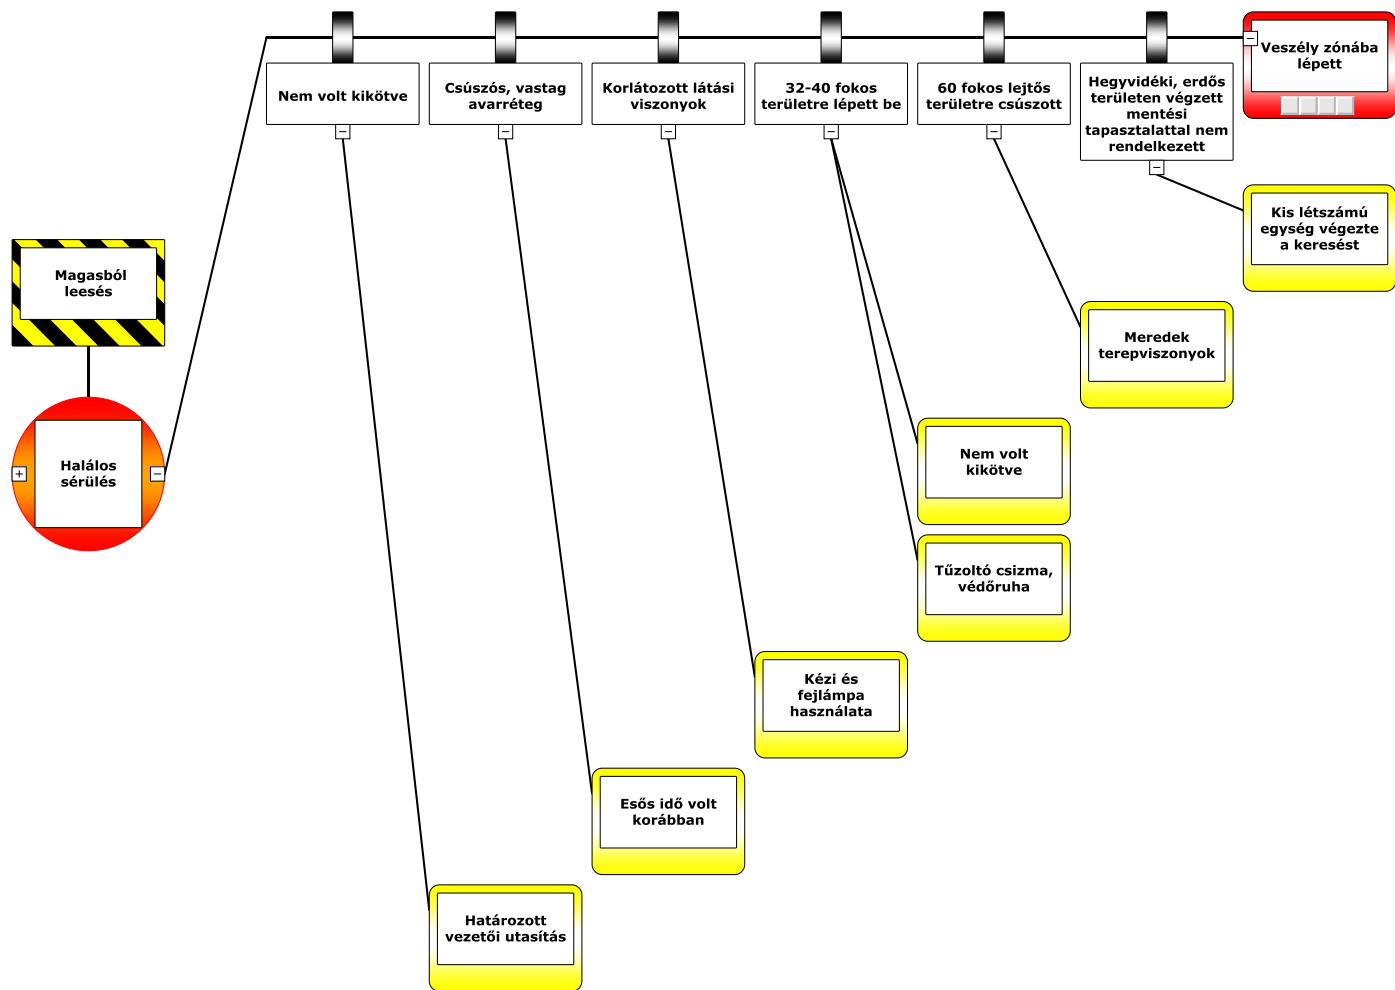 Nem volt kikötve
Csúszós, vastag
avarréteg
Korlátozott látási
viszonyok
32-40 fokos
területre lépett be
60 fokos lejtős
területre csúszott
Hegyvidéki, erdős
területen végzett
mentési
tapasztalattal nem
rendelkezett
Veszély zónába
lépett
Kis létszámú
egység végezte
a keresést
Magasból
leesés
Meredek
terepviszonyok
Halálos
sérülés
Nem volt
kikötve
Tűzoltó csizma,
védőruha
Kézi és
fejlámpa
használata
Esős idő volt
korábban
Határozott
vezetői utasítás